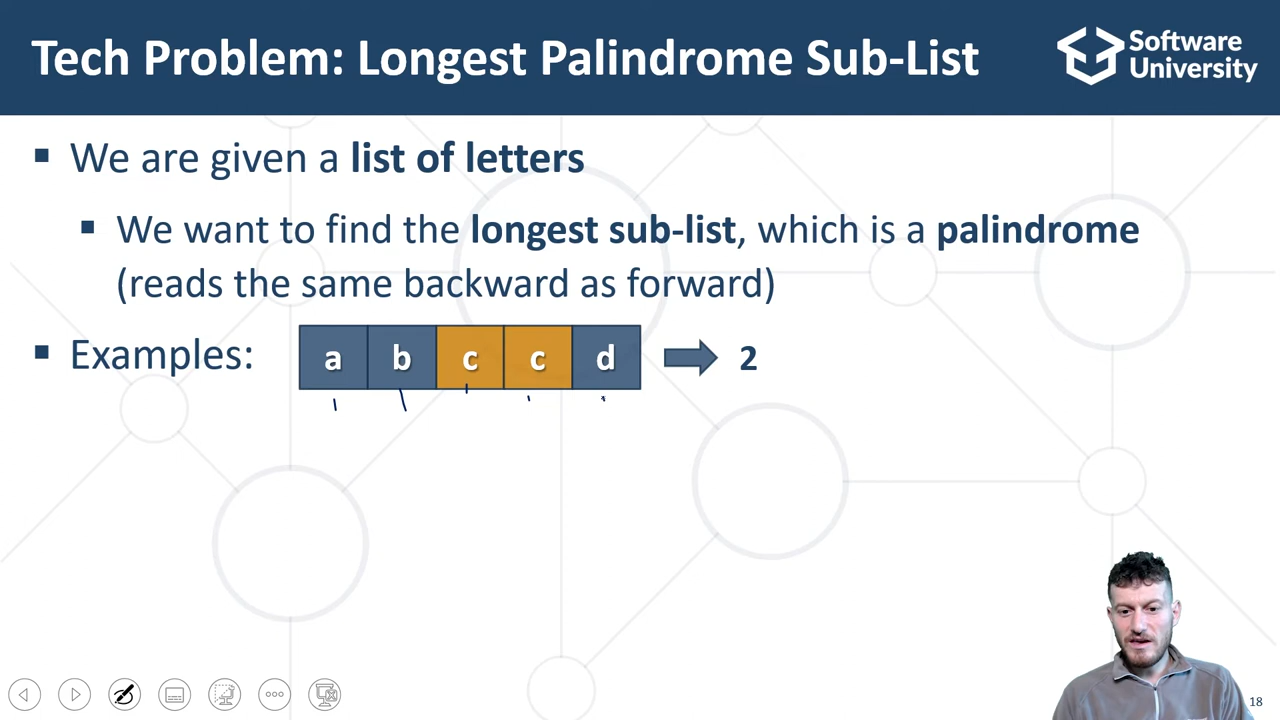 Tech Problem: Longest Palindrome Sub-List
Software
University
We are given a list of letters
We want to find the longest sub-list, which is a palindrome
(reads the same backward as forward)
Examples:
a b c c d
2
18